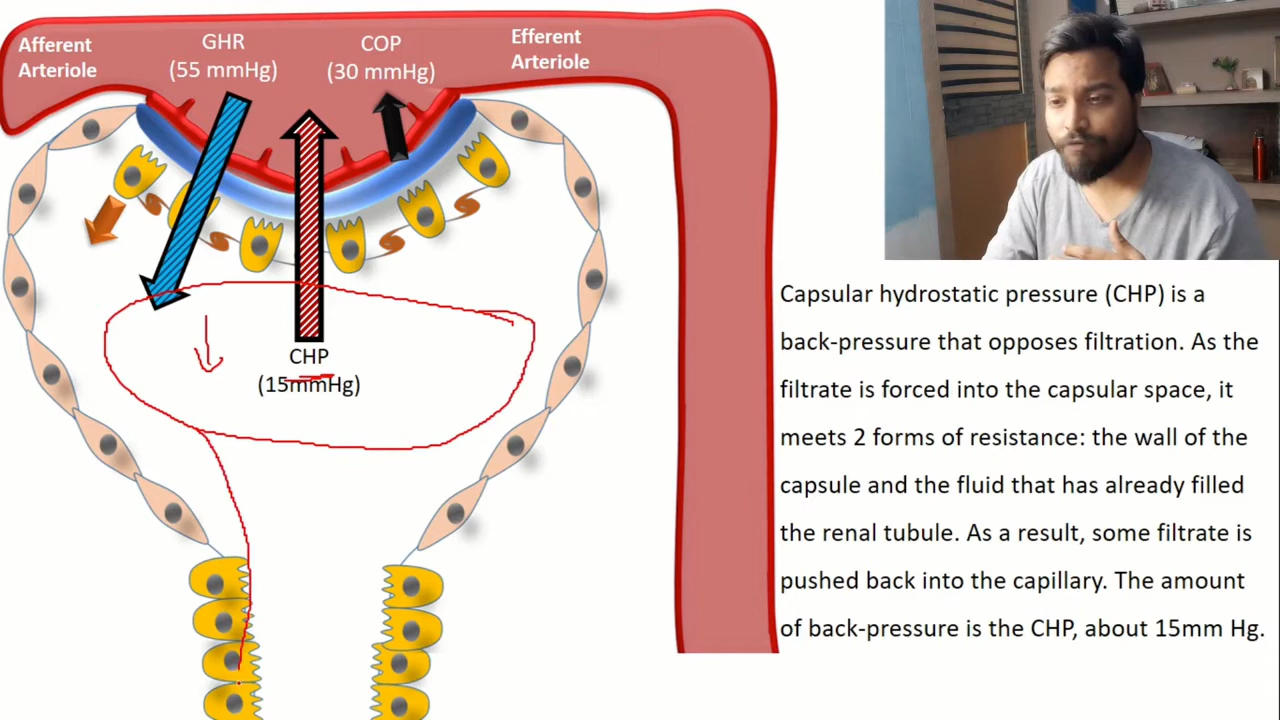 Afferent
Arteriole
GHR
(55 mmHg)
COP
(30 mmHg)
Efferent
Arteriole
CHP
(15mmHg)
Capsular hydrostatic pressure (CHP) is a
back-pressure that opposes filtration. As the
filtrate is forced into the capsular space, it
meets 2 forms of resistance: the wall of the
capsule and the fluid that has already filled
the renal tubule. As a result, some filtrate is
pushed back into the capillary. The amount
of back-pressure is the CHP, about 15mm Hg.